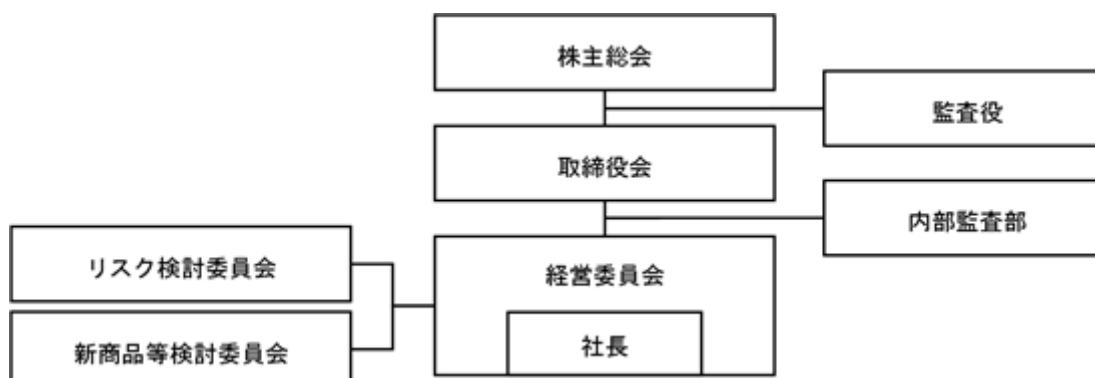 株主総会
監査役
取締役会
内部監査部
リスク検討委員会
経営委員会
新商品等検討委員会
社長